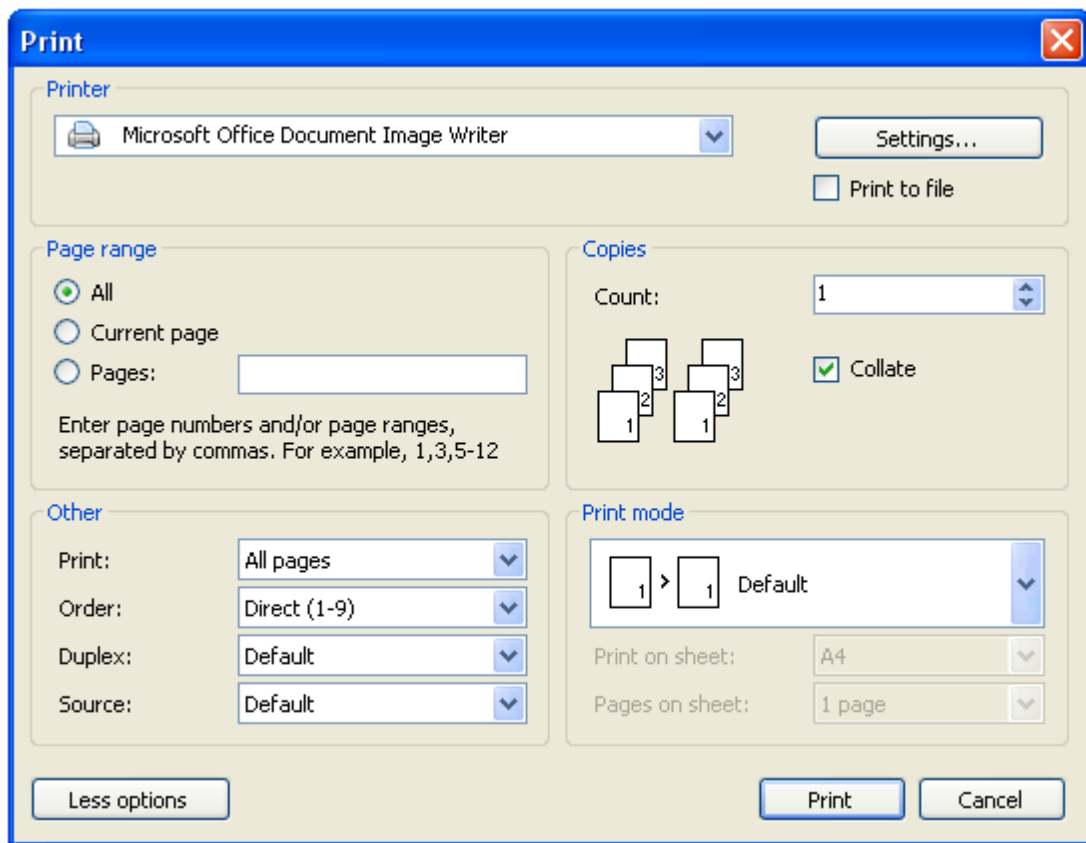 Print
Printer
Microsoft Office Document Image Writer
Settings...
Print to file
Page range
All
Current page
Pages:
Enter page numbers and/or page ranges,
separated by commas. For example, 1,3,5-12
Copies
Count: 1
3 3
2 2
1 1
Collate
Other
Print: All pages
Order: Direct (1-9)
Duplex: Default
Source: Default
Print mode
1 > 1 Default
Print on sheet: A4
Pages on sheet: 1 page
Less options
Print
Cancel